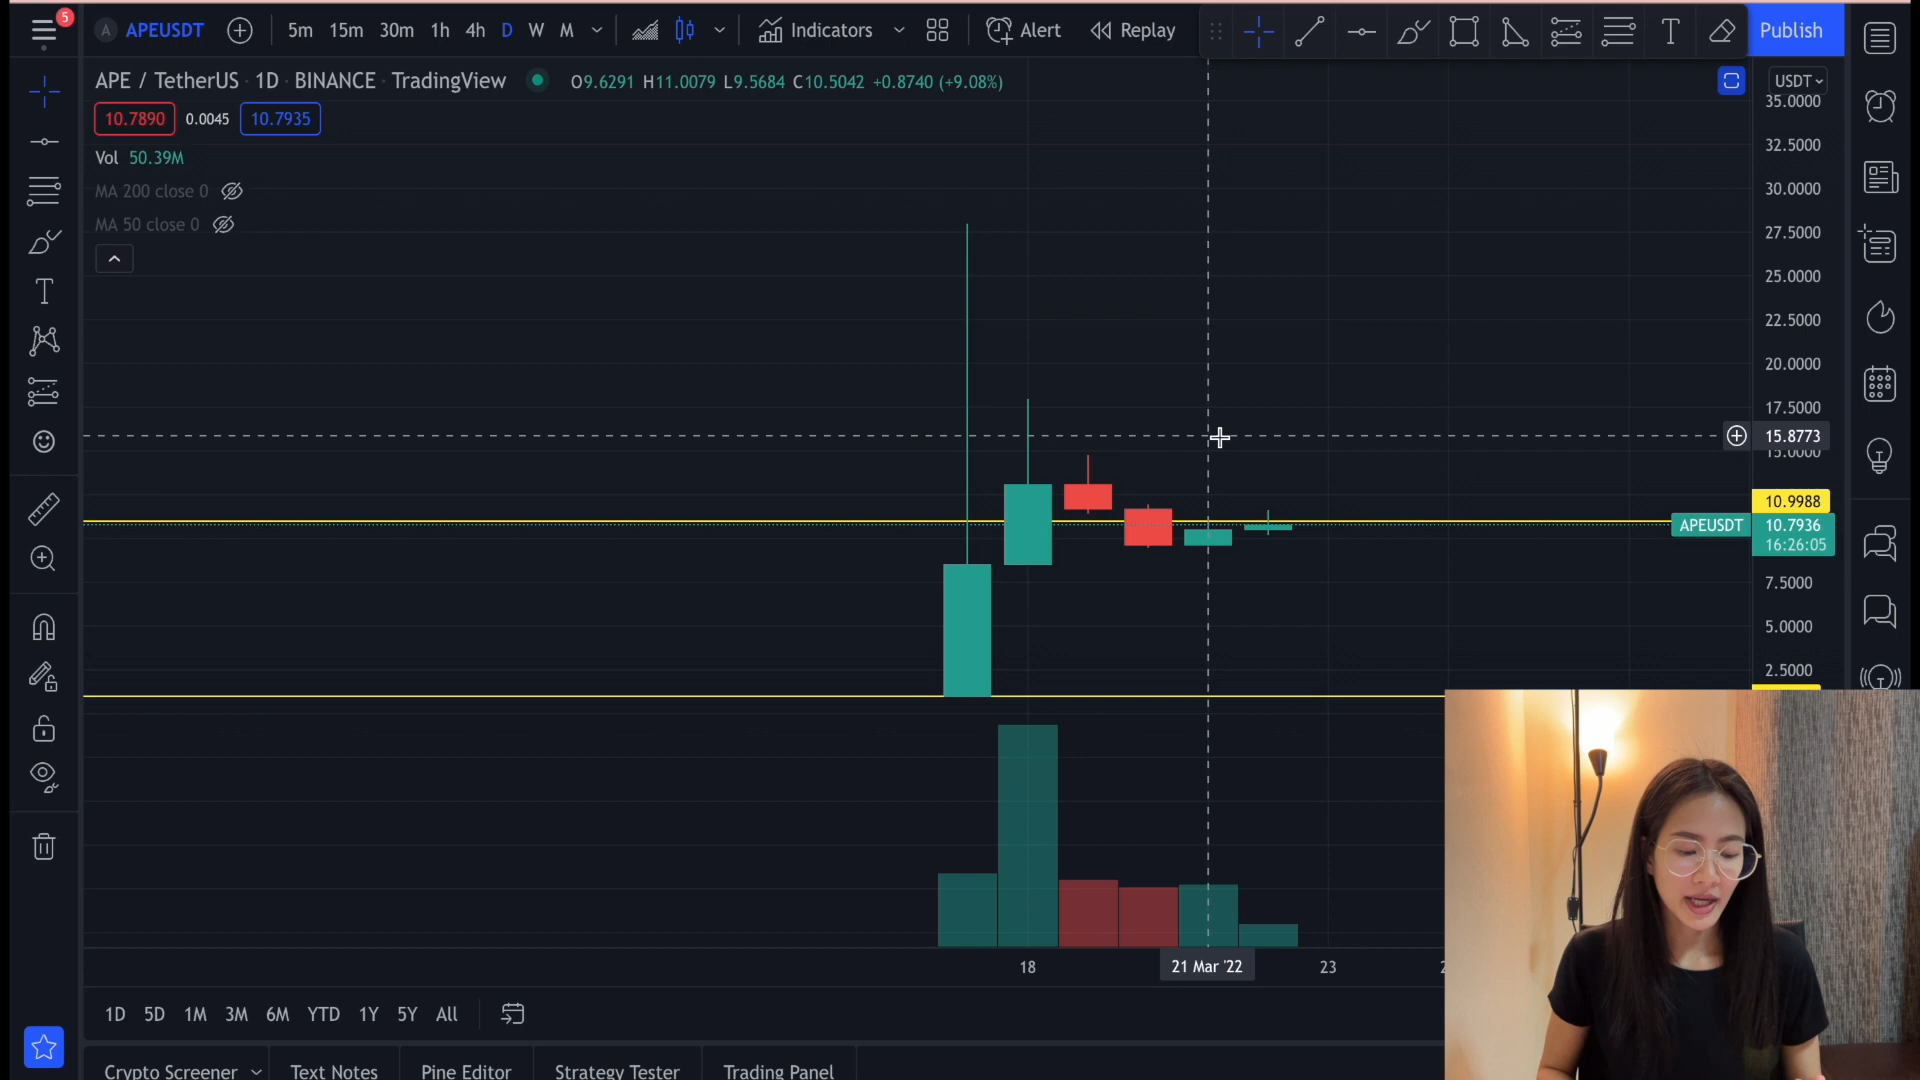 5
A APEUSDT 5m 15m 30m 1h 4h D W M Indicators Alert Replay T Publish
APE / TetherUS · 1D · BINANCE · TradingView O9.6291 H11.0079 L9.5684 C10.5042 +0.8740 (+9.08%)
USDT
10.7890 0.0045 10.7935
Vol 50.39M
MA 200 close 0
MA 50 close 0
35.0000
32.5000
30.0000
27.5000
25.0000
22.5000
20.0000
17.5000
15.8773
15.0000
10.9988
APEUSDT 10.7936
16:26:05
7.5000
5.0000
2.5000
18 21 Mar '22 23
1D 5D 1M 3M 6M YTD 1Y 5Y All
Crypto Screener Text Notes Pine Editor Strategy Tester Trading Panel